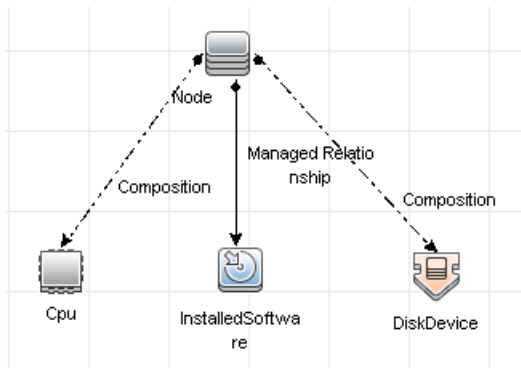 Node
Managed Relatio
nship
Composition
Composition
Cpu
InstalledSoftwa
re
DiskDevice